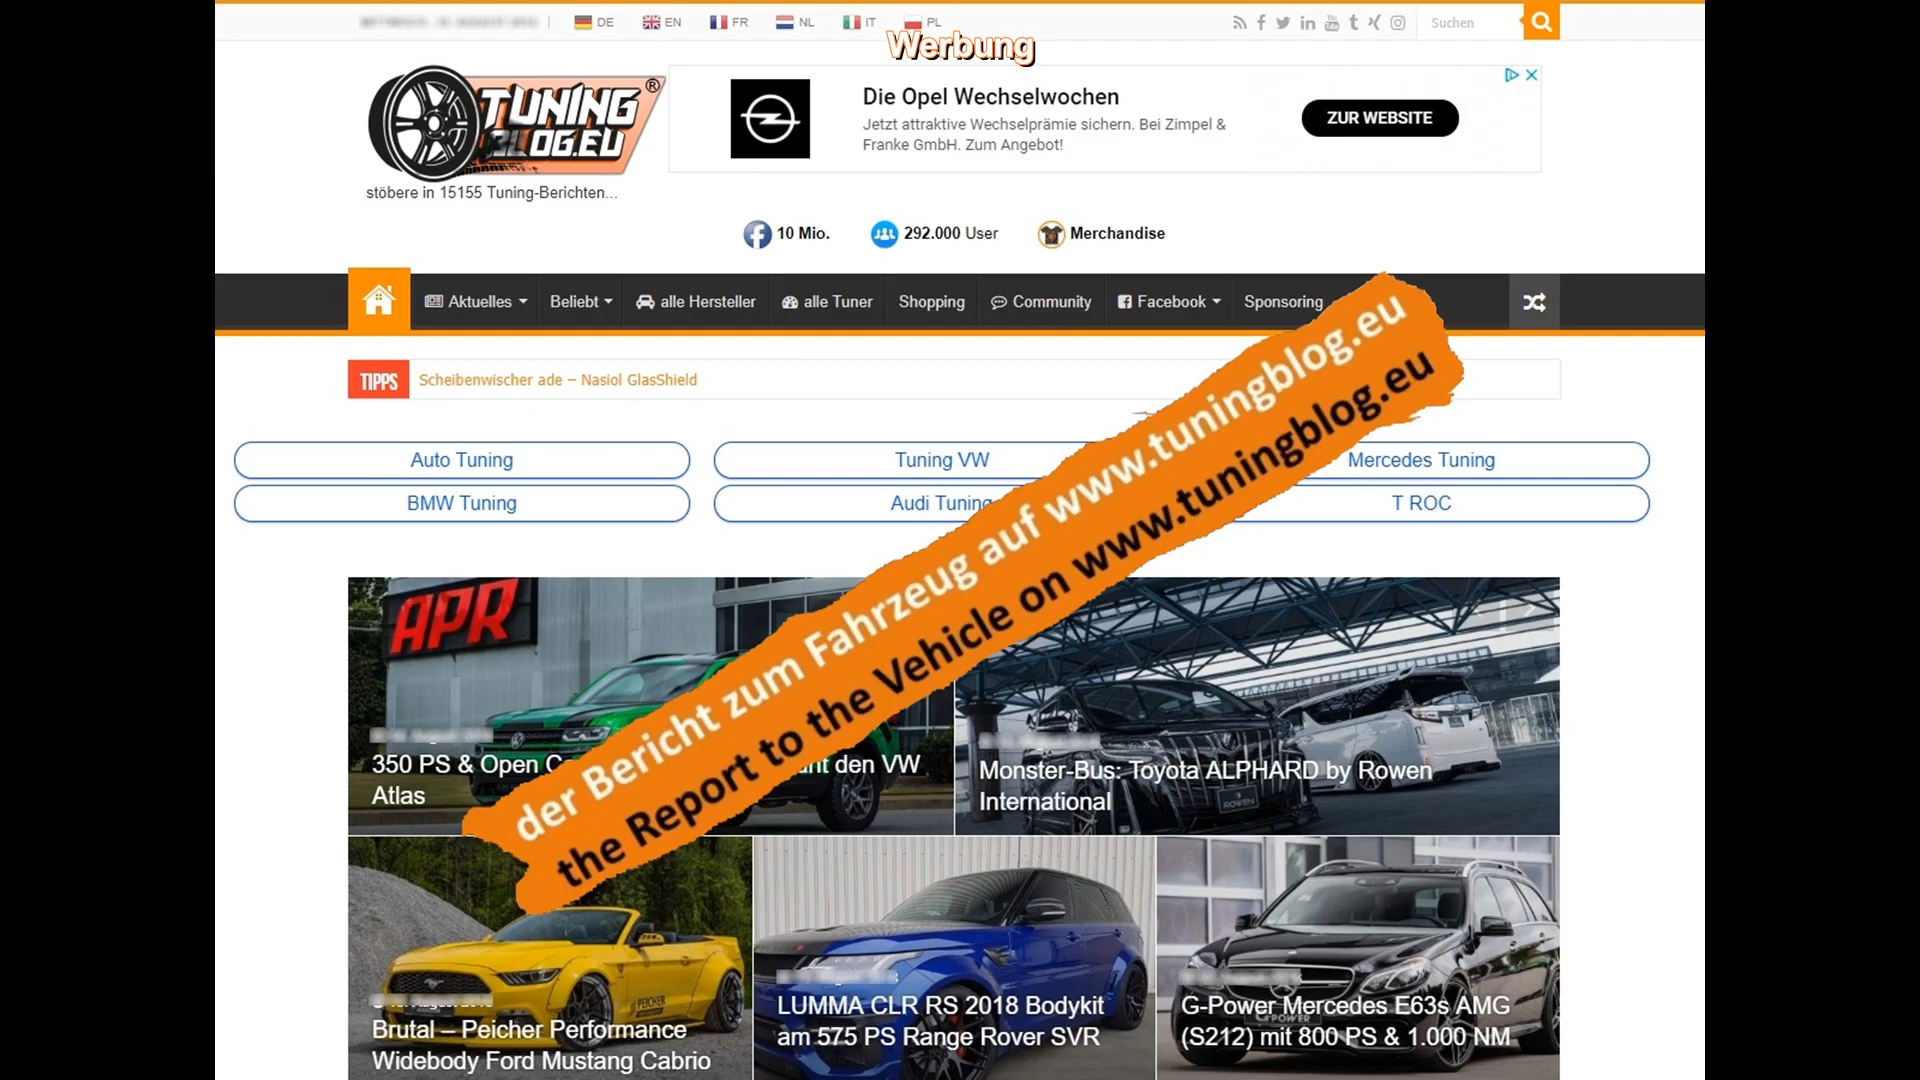 DE EN FR NL IT PL
Suchen
Werbung
TUNING
BLOG.EU
®
stöbere in 15155 Tuning-Berichten...
Die Opel Wechselwochen
Jetzt attraktive Wechselprämie sichern. Bei Zimpel &
Franke GmbH. Zum Angebot!
ZUR WEBSITE
10 Mio. 292.000 User Merchandise
Aktuelles Beliebt alle Hersteller alle Tuner Shopping Community Facebook Sponsoring
TIPPS Scheibenwischer ade – Nasiol GlasShield
Auto Tuning Tuning VW Mercedes Tuning
BMW Tuning Audi Tuning T ROC
der Bericht zum Fahrzeug auf www.tuningblog.eu
the Report to the Vehicle on www.tuningblog.eu
APR
350 PS & Open den VW
Atlas
ROWEN
Monster-Bus: Toyota ALPHARD by Rowen
International
PEICHER
Brutal – Peicher Performance
Widebody Ford Mustang Cabrio
LUMMA CLR RS 2018 Bodykit
am 575 PS Range Rover SVR
G-Power Mercedes E63s AMG
(S212) mit 800 PS & 1.000 NM
G-POWER